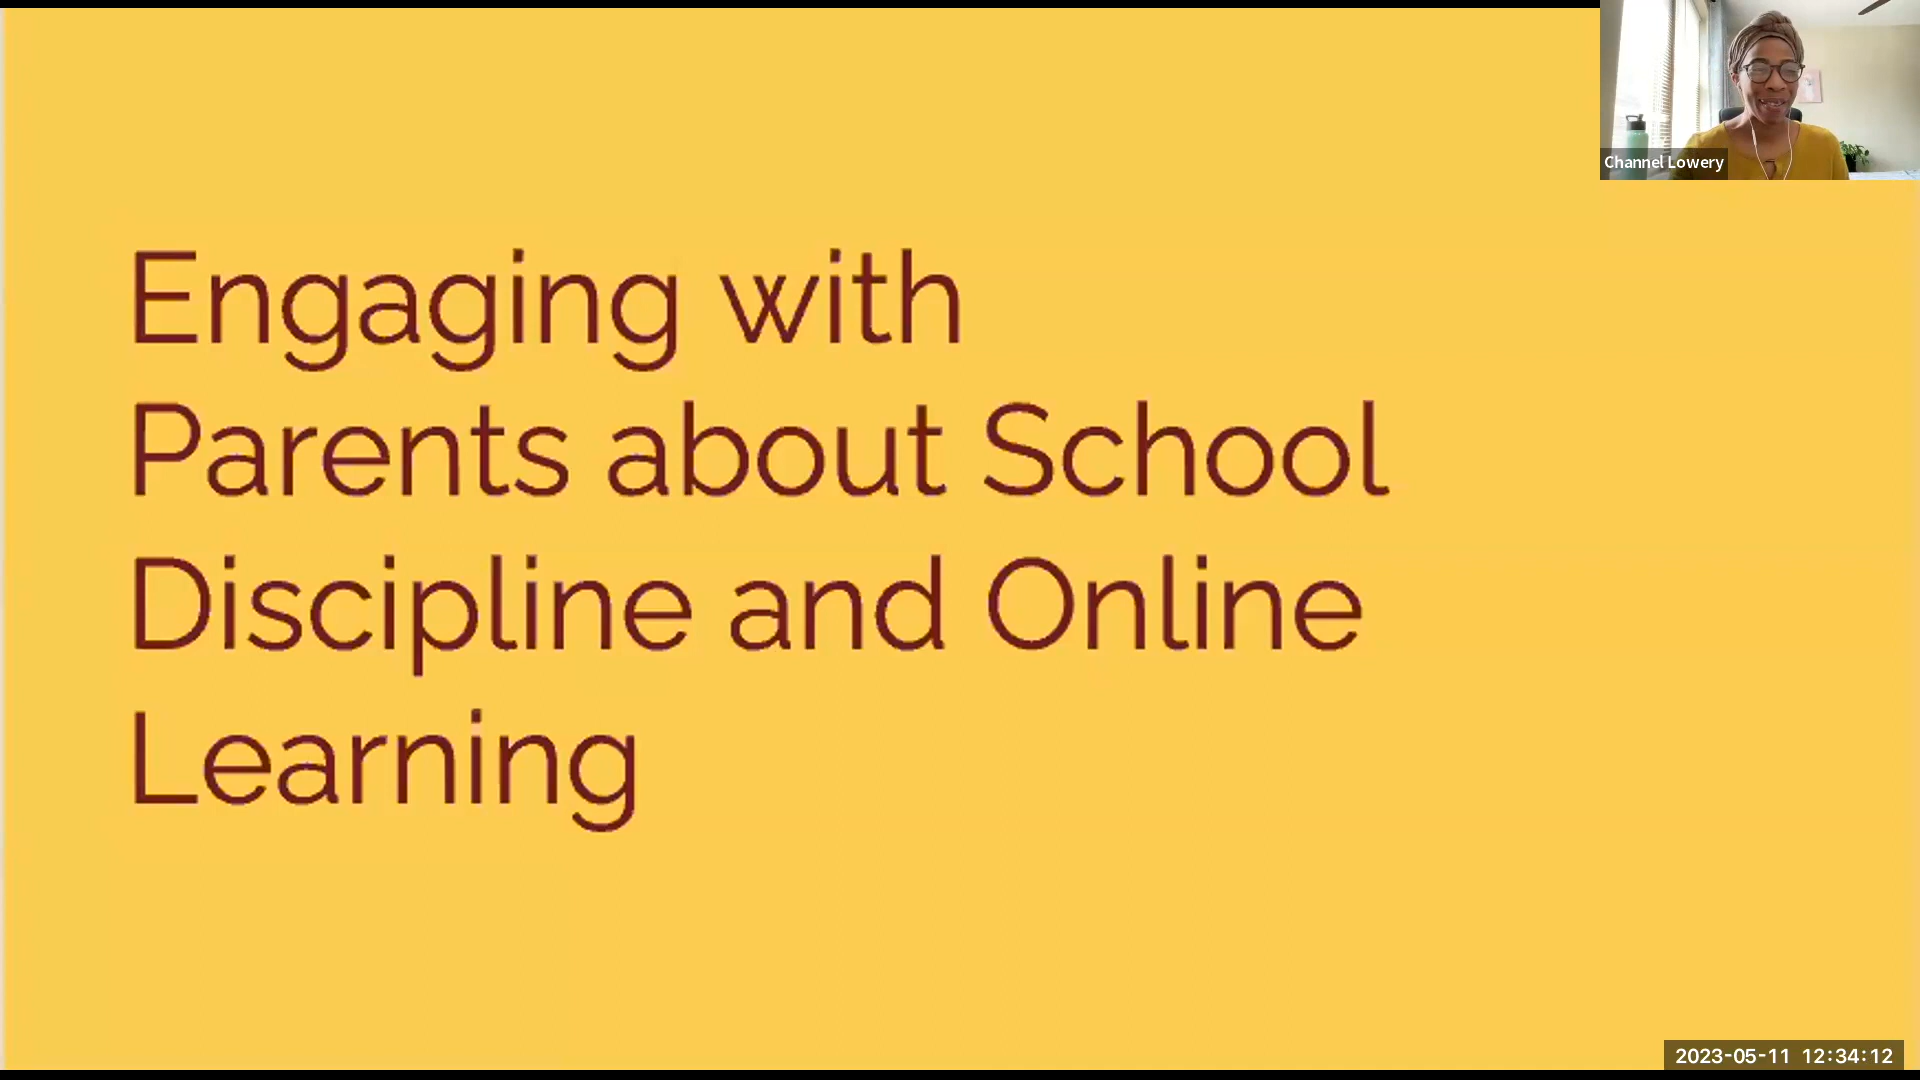 Engaging with
Parents about School
Discipline and Online
Learning
Channel Lowery
2023-05-11 12:34:12